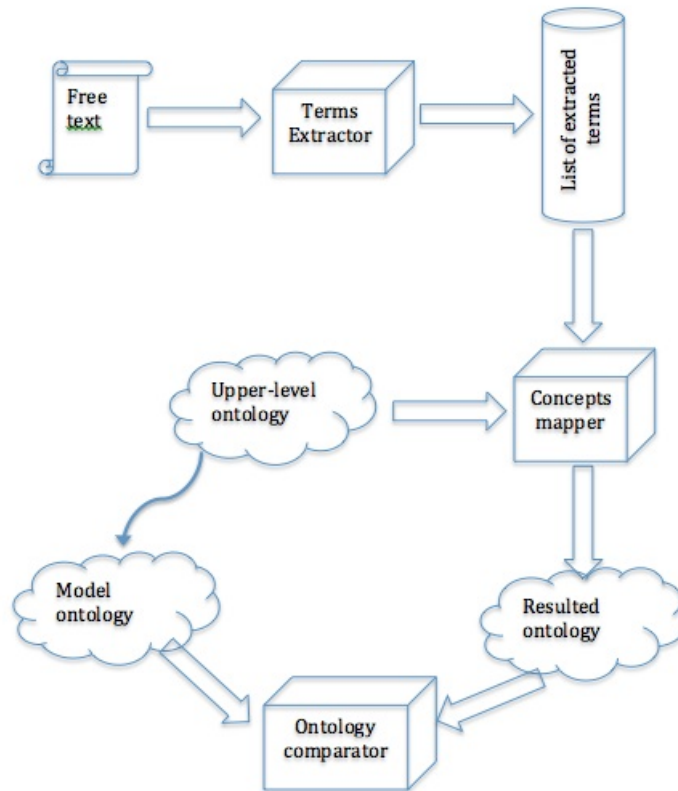 Free
text
Terms
Extractor
List of extracted
terms
Upper-level
ontology
Concepts
mapper
Model
ontology
Resulted
ontology
Ontology
comparator